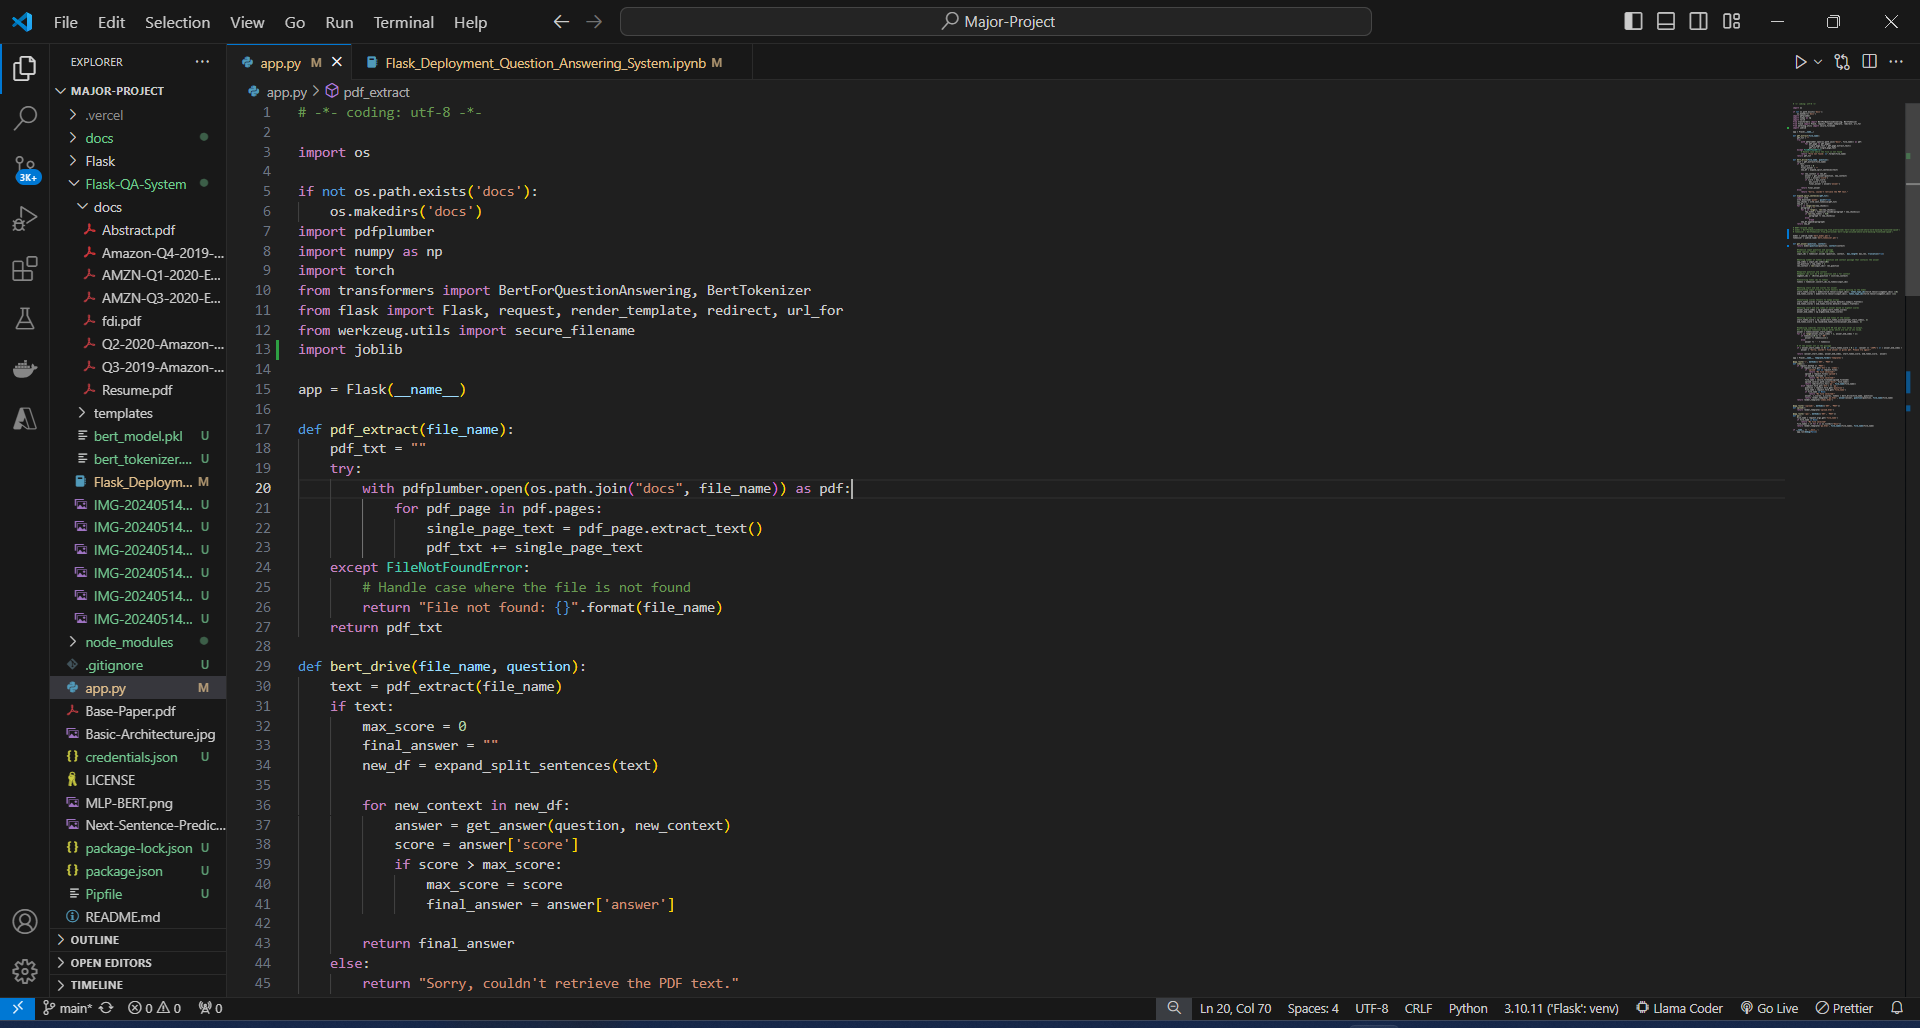 File Edit Selection View Go Run Terminal Help
Major-Project
EXPLORER
MAJOR-PROJECT
.vercel
docs
Flask
Flask-QA-System
docs
Abstract.pdf
Amazon-Q4-2019-...
AMZN-Q1-2020-E...
AMZN-Q3-2020-E...
fdi.pdf
Q2-2020-Amazon-...
Q3-2019-Amazon-...
Resume.pdf
templates
bert_model.pkl U
bert_tokenizer.... U
Flask_Deploym... M
IMG-20240514... U
IMG-20240514... U
IMG-20240514... U
IMG-20240514... U
IMG-20240514... U
IMG-20240514... U
node_modules
.gitignore U
app.py M
Base-Paper.pdf
Basic-Architecture.jpg
credentials.json U
LICENSE
MLP-BERT.png
Next-Sentence-Predic...
package-lock.json U
package.json U
Pipfile U
README.md
OUTLINE
OPEN EDITORS
TIMELINE
3K+
app.py M
Flask_Deployment_Question_Answering_System.ipynb M
app.py > pdf_extract
1 # -*- coding: utf-8 -*-
2
3 import os
4
5 if not os.path.exists('docs'):
6 os.makedirs('docs')
7 import pdfplumber
8 import numpy as np
9 import torch
10 from transformers import BertForQuestionAnswering, BertTokenizer
11 from flask import Flask, request, render_template, redirect, url_for
12 from werkzeug.utils import secure_filename
13 import joblib
14
15 app = Flask(__name__)
16
17 def pdf_extract(file_name):
18 pdf_txt = ""
19 try:
20 with pdfplumber.open(os.path.join("docs", file_name)) as pdf:
21 for pdf_page in pdf.pages:
22 single_page_text = pdf_page.extract_text()
23 pdf_txt += single_page_text
24 except FileNotFoundError:
25 # Handle case where the file is not found
26 return "File not found: {}".format(file_name)
27 return pdf_txt
28
29 def bert_drive(file_name, question):
30 text = pdf_extract(file_name)
31 if text:
32 max_score = 0
33 final_answer = ""
34 new_df = expand_split_sentences(text)
35
36 for new_context in new_df:
37 answer = get_answer(question, new_context)
38 score = answer['score']
39 if score > max_score:
40 max_score = score
41 final_answer = answer['answer']
42
43 return final_answer
44 else:
45 return "Sorry, couldn't retrieve the PDF text."
main* 0 0 0
Ln 20, Col 70 Spaces: 4 UTF-8 CRLF Python 3.10.11 ('Flask': venv) Llama Coder Go Live Prettier